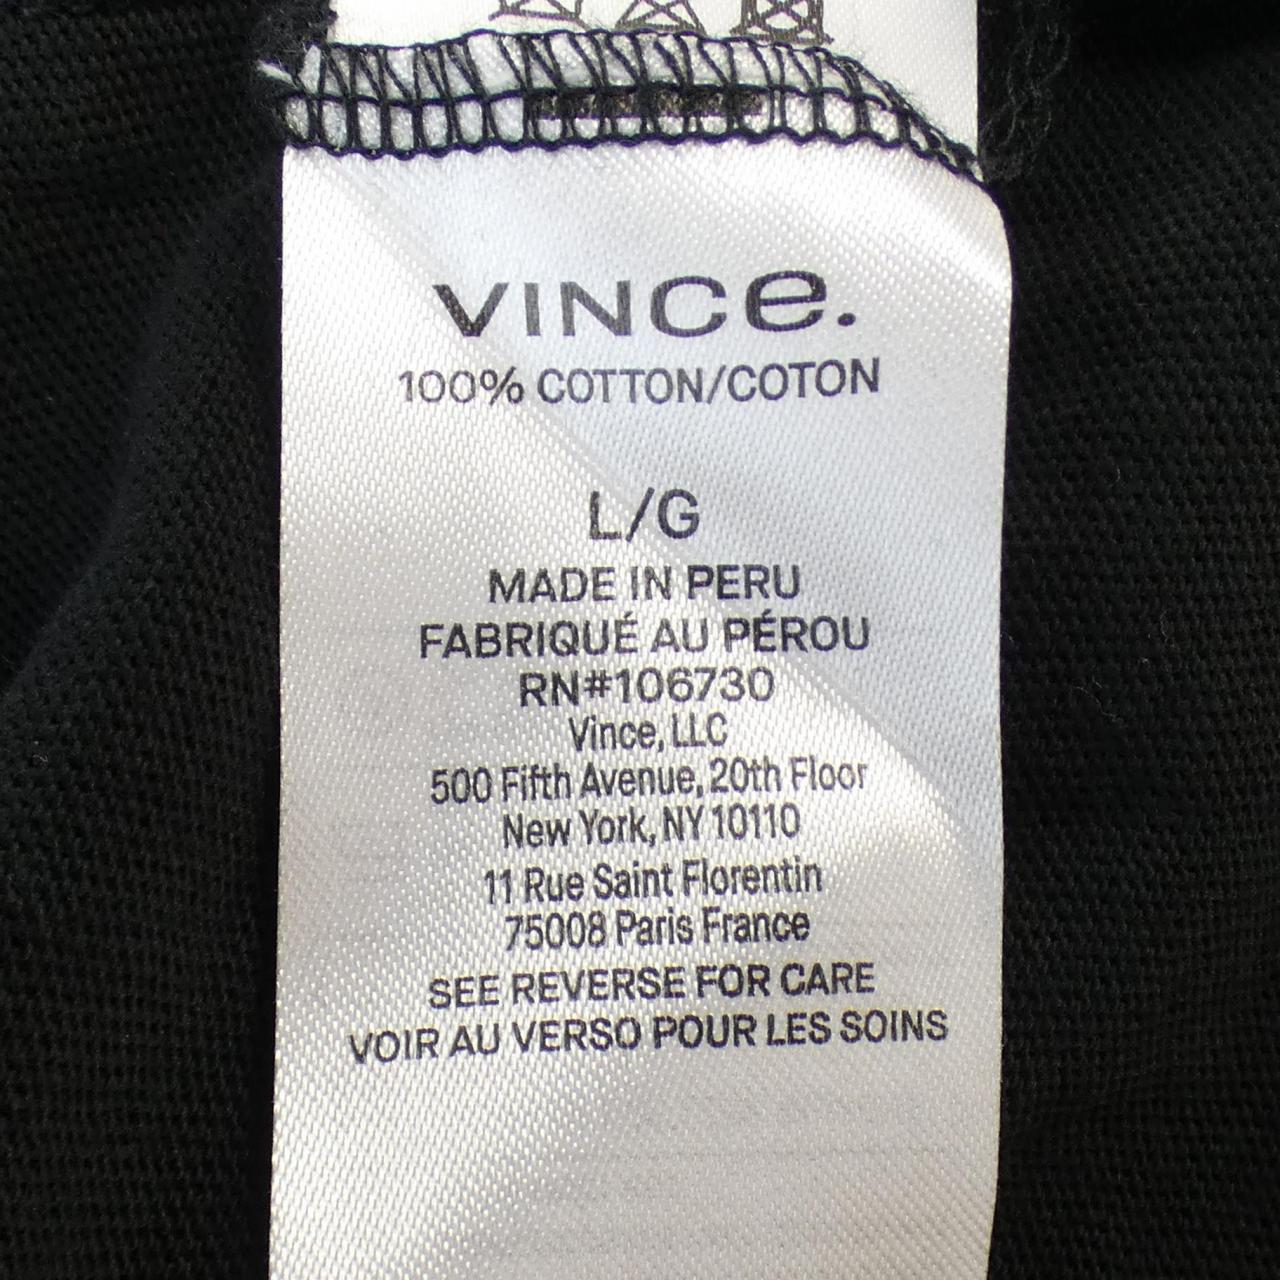 VINCe.
100% COTTON/COTON
L/G
MADE IN PERU
FABRIQUÉ AU PÉROU
RN#106730
Vince, LLC
500 Fifth Avenue, 20th Floor
New York, NY 10110
11 Rue Saint Florentin
75008 Paris France
SEE REVERSE FOR CARE
VOIR AU VERSO POUR LES SOINS